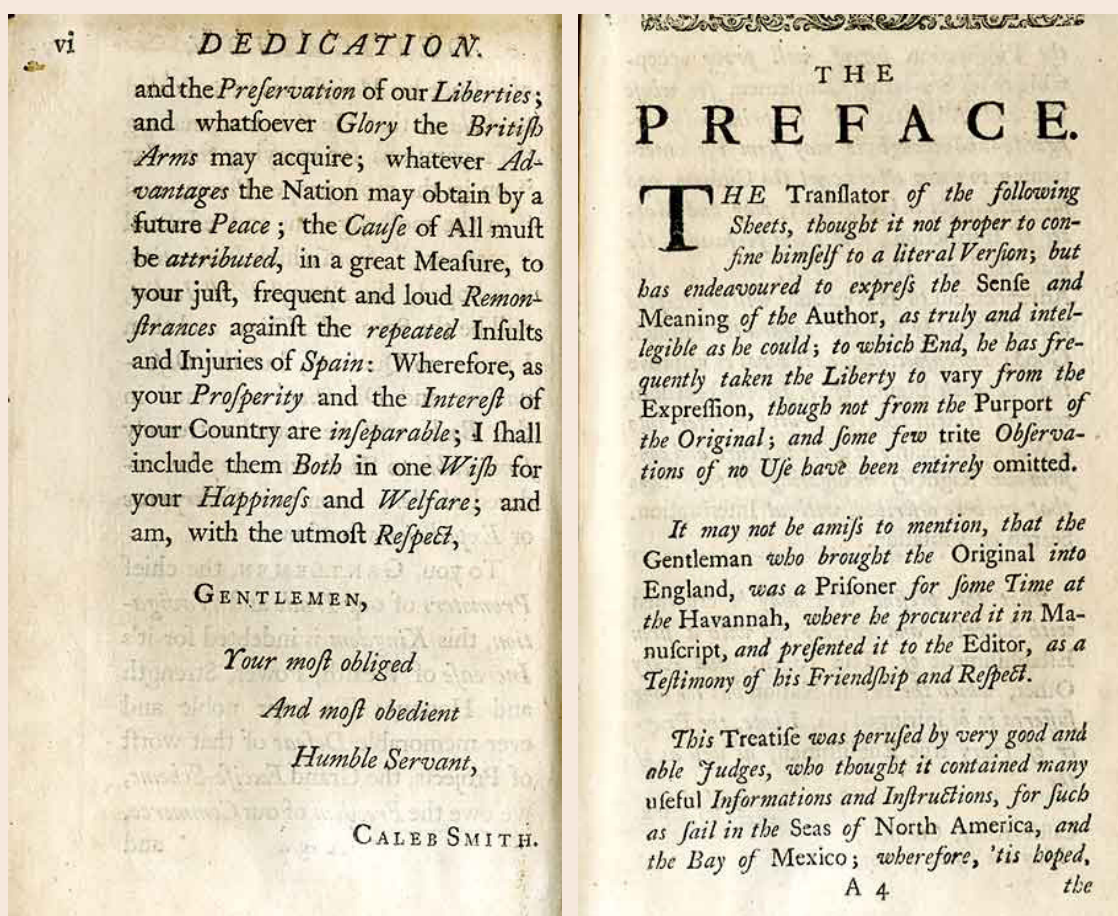 vi
DEDICATION.
and the Preſervation of our Liberties;
and whatſoever Glory the Britiſh
Arms may acquire; whatever Ad-
vantages the Nation may obtain by a
future Peace; the Cauſe of All muſt
be attributed, in a great Meaſure, to
your juſt, frequent and loud Remon-
ſtrances againſt the repeated Inſults
and Injuries of Spain: Wherefore, as
your Proſperity and the Intereſt of
your Country are inſeparable; I ſhall
include them Both in one Wiſh for
your Happineſs and Welfare; and
am, with the utmoſt Reſpect,
GENTLEMEN,
Your moſt obliged
And moſt obedient
Humble Servant,
CALEB SMITH.
THE
PREFACE.
THE Tranſlator of the following
Sheets, thought it not proper to con-
fine himſelf to a literal Verſion; but
has endeavoured to expreſs the Senſe and
Meaning of the Author, as truly and intel-
legible as he could; to which End, he has fre-
quently taken the Liberty to vary from the
Expreſſion, though not from the Purport of
the Original; and ſome few trite Obſerva-
tions of no Uſe have been entirely omitted.
It may not be amiſs to mention, that the
Gentleman who brought the Original into
England, was a Priſoner for ſome Time at
the Havannah, where he procured it in Ma-
nuſcript, and preſented it to the Editor, as a
Teſtimony of his Friendſhip and Reſpect.
This Treatiſe was peruſed by very good and
able Judges, who thought it contained many
uſeful Informations and Inſtructions, for ſuch
as ſail in the Seas of North America, and
the Bay of Mexico; wherefore, 'tis hoped,
A 4
the